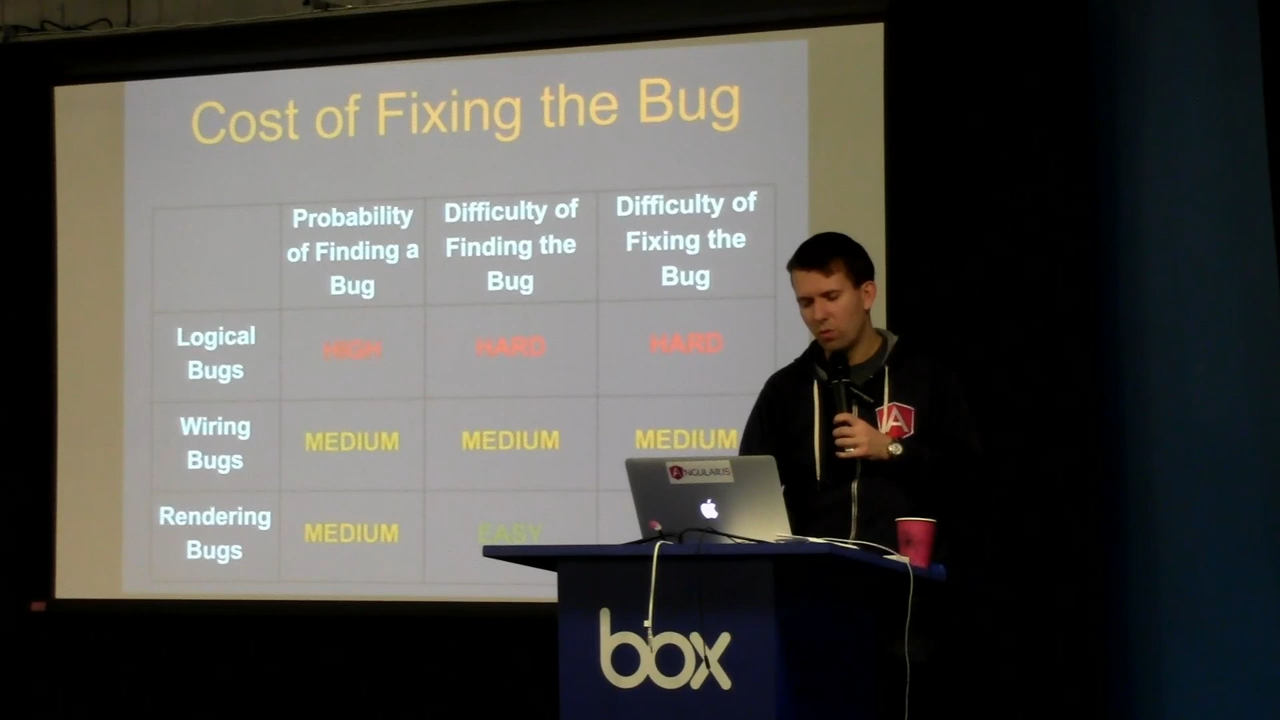 Cost of Fixing the Bug
Probability of Finding a Bug
Difficulty of Finding the Bug
Difficulty of Fixing the Bug
Logical Bugs
HIGH
HARD
HARD
Wiring Bugs
MEDIUM
MEDIUM
MEDIUM
Rendering Bugs
MEDIUM
EASY
A
ANGULARJS
box